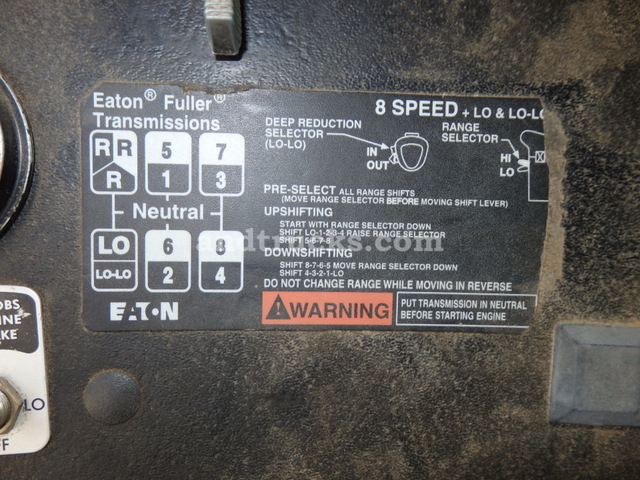 Eaton® Fuller®
Transmissions
R R 5 7
R 1 3
Neutral
LO 6 8
LO-LO 2 4
EATON
8 SPEED + LO & LO-LO
DEEP REDUCTION
SELECTOR
(LO-LO)
IN
OUT
RANGE
SELECTOR
HI
LO
PRE-SELECT ALL RANGE SHIFTS
(MOVE RANGE SELECTOR BEFORE MOVING SHIFT LEVER)
UPSHIFTING
START WITH RANGE SELECTOR DOWN
SHIFT LO-1-2-3-4 RAISE RANGE SELECTOR
SHIFT 5-6-7-8
DOWNSHIFTING
SHIFT 8-7-6-5 MOVE RANGE SELECTOR DOWN
SHIFT 4-3-2-1-LO
DO NOT CHANGE RANGE WHILE MOVING IN REVERSE
WARNING
PUT TRANSMISSION IN NEUTRAL
BEFORE STARTING ENGINE
LO